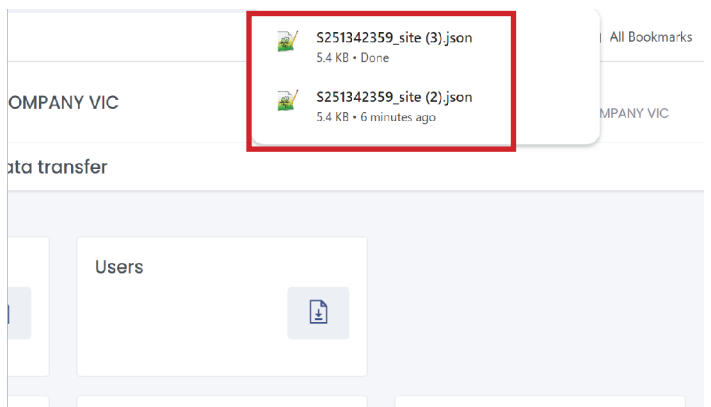 S251342359_site (3).json
5.4 KB • Done
All Bookmarks
S251342359_site (2).json
5.4 KB • 6 minutes ago
OMPANY VIC
MPANY VIC
ata transfer
Users